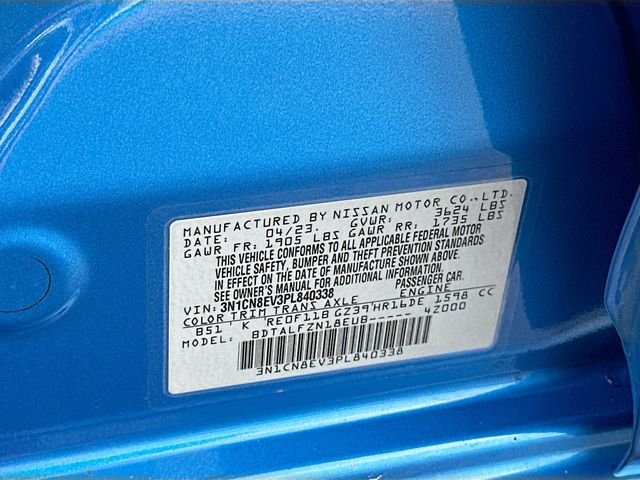 MANUFACTURED BY NISSAN MOTOR CO.,LTD.
DATE: 04/23. GVWR: 3624 LBS
GAWR FR: 1905 LBS GAWR RR: 1735 LBS
THIS VEHICLE CONFORMS TO ALL APPLICABLE FEDERAL MOTOR
VEHICLE SAFETY, BUMPER AND THEFT PREVENTION STANDARDS
IN EFFECT ON THE DATE OF MANUFACTURE SHOWN ABOVE.
SEE OWNER'S MANUAL FOR ADDITIONAL INFORMATION.
VIN: 3N1CN8EV3PL840338 PASSENGER CAR.
COLOR TRIM TRANS AXLE ENGINE
B51 K RE0F11B GZ39 HR16DE 1598 CC
MODEL: BDTALFZN18EUB----- 42000
3N1CN8EV3PL840338